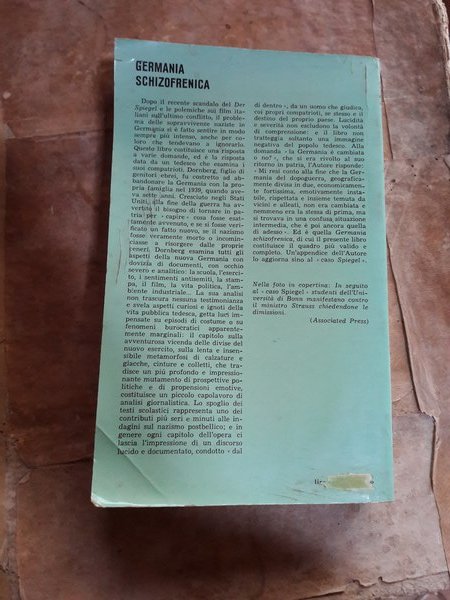 GERMANIA
SCHIZOFRENICA
Dopo il recente scandalo del Der
Spiegel e le polemiche sui film ita-
liani sull'ultimo conflitto, il proble-
ma delle sopravvivenze naziste in
Germania si è fatto sentire in modo
sempre più intenso, anche per co-
loro che tendevano a ignorarlo.
Questo libro costituisce una risposta
a varie domande, ed è la risposta
data da un tedesco che esamina i
suoi compatrioti. Dornberg, figlio di
genitori ebrei, fu costretto ad ab-
bandonare la Germania con la pro-
pria famiglia nel 1939, quando ave-
va sette anni. Cresciuto negli Stati
Uniti, alla fine della guerra ha av-
vertito il bisogno di tornare in pa-
tria per « capire » cosa fosse esat-
tamente avvenuto, e se si fosse veri-
ficato un fatto nuovo, se il nazismo
fosse veramente morto o incomin-
ciasse a risorgere dalle proprie
ceneri. Dornberg esamina tutti gli
aspetti della nuova Germania con
dovizia di documenti, con occhio
severo e analitico: la scuola, l'eserci-
to, i sentimenti antisemiti, la stam-
pa, il film, la vita politica, l'am-
biente industriale... La sua analisi
non trascura nessuna testimonianza
e svela aspetti curiosi e ignoti della
vita pubblica tedesca, getta luci im-
pensate su episodi di costume o su
fenomeni burocratici apparente-
mente marginali: il capitolo sulla
avventurosa vicenda delle divise del
nuovo esercito, sulla lenta e insen-
sibile metamorfosi di calzature e
giacche, cinture e colletti, che tra-
disce un più profondo e impressio-
nante mutamento di prospettive po-
litiche e di propensioni emotive,
costituisce un piccolo capolavoro di
analisi giornalistica. Lo spoglio dei
testi scolastici rappresenta uno dei
contributi più seri e minuti alle in-
dagini sul nazismo postbellico; e in
genere ogni capitolo dell'opera ci
lascia l'impressione di un discorso
lucido e documentato, condotto « dal
di dentro », da un uomo che giudica,
coi propri compatrioti, se stesso e il
destino del proprio paese. Lucidità
e severità non escludono la volontà
di comprensione: e il libro non
tratteggia soltanto una immagine
negativa del popolo tedesco. Alla
domanda « la Germania è cambiata
o no? », che si era rivolto al suo
ritorno in patria, l'Autore risponde:
« Mi resi conto alla fine che la Ger-
mania del dopoguerra, geografica-
mente divisa in due, economicamen-
te fortissima, emotivamente instab-
ile, rispettata e insieme temuta da
vicini e alleati, non era cambiata e
nemmeno era la stessa di prima, ma
si trovava in una confusa situazione
intermedia, che è poi ancora quella
di adesso ». Ed è quella Germania
schizofrenica, di cui il presente libro
costituisce il quadro più valido e
completo. Un'appendice dell'Autore
lo aggiorna sino al « caso Spiegel ».
Nella foto in copertina: In seguito
al « caso Spiegel » studenti dell'Uni-
versità di Bonn manifestano contro
il ministro Strauss chiedendone le
dimissioni.
(Associated Press)